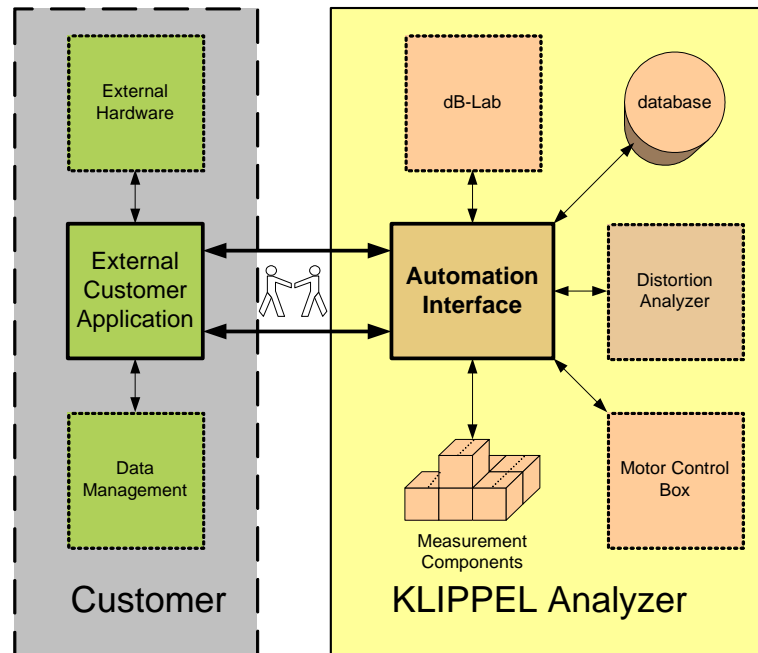 External
Hardware
External
Customer
Application
Data
Management
Customer
dB-Lab
database
Automation
Interface
Distortion
Analyzer
Motor Control
Box
Measurement
Components
KLIPPEL Analyzer